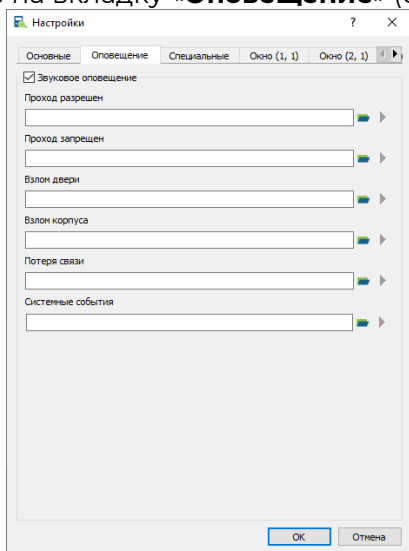 на вкладку «Оповещение» (
Настройки ? ×
Основные Оповещение Специальные Окно (1, 1) Окно (2, 1)
Звуковое оповещение
Проход разрешен
Проход запрещен
Взлом двери
Взлом корпуса
Потеря связи
Системные события
OK Отмена